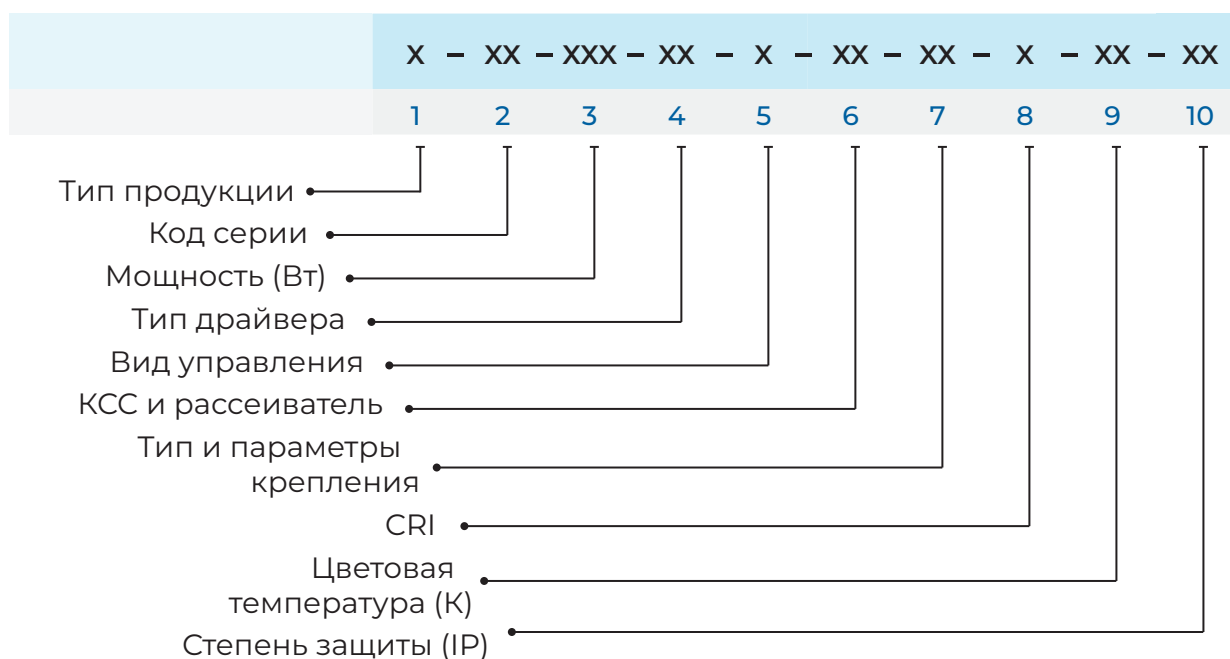 X – XX – XXX – XX – X – XX – XX – X – XX – XX
1 2 3 4 5 6 7 8 9 10
Тип продукции
Код серии
Мощность (Вт)
Тип драйвера
Вид управления
КСС и рассеиватель
Тип и параметры
крепления
CRI
Цветовая
температура (К)
Степень защиты (IP)